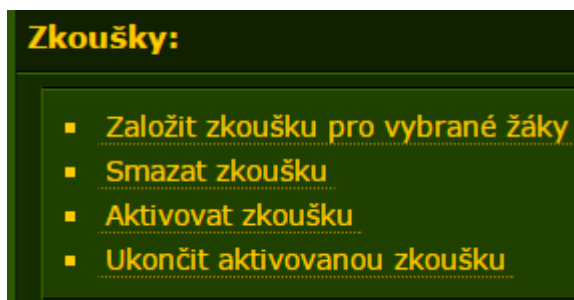 Zkoušky:
Založit zkoušku pro vybrané žáky
Smazat zkoušku
Aktivovat zkoušku
Ukončit aktivovanou zkoušku